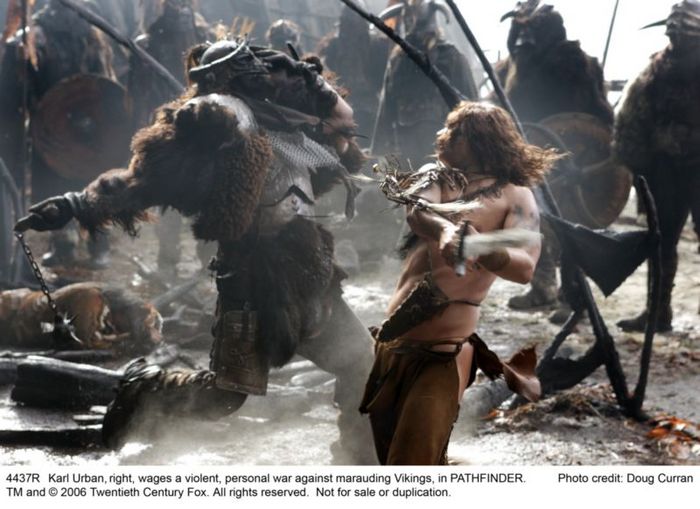 4437R Karl Urban, right, wages a violent, personal war against marauding Vikings, in PATHFINDER. Photo credit: Doug Curran
TM and © 2006 Twentieth Century Fox. All rights reserved. Not for sale or duplication.